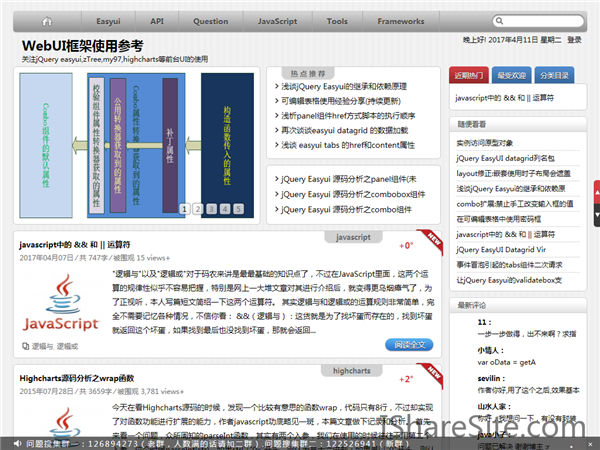 Easyui API Question JavaScript Tools Frameworks
WebUI框架使用参考
关注jQuery easyui,zTree,my97,highcharts等前台UI的使用
晚上好! 2017年4月11日 星期二 登录
Combo组件的默认属性
校验组件属性转换器获取到的属性
公用转换器获取到的属性
Combo属性转换器获取到的属性
补丁属性
构造函数传入的属性
1 2 3 4 5
热点推荐
浅谈jQuery Easyui的继承和依赖原理
可编辑表格使用经验分享(持续更新)
浅析panel组件href方式脚本的执行顺序
再次谈谈easyui datagrid 的数据加载
浅谈 easyui tabs 的href和content属性
jQuery EasyUI 源码分析之panel组件(未
jQuery EasyUI 源码分析之combobox组件
jQuery EasyUI 源码分析之combo组件
近期热门 最受欢迎 分类目录
javascript中的 && 和 || 运算符
随便看看
实例访问原型对象
jQuery EasyUI datagrid列名包
layout修正:嵌套使用时子布局会遮盖
浅谈jQuery Easyui的继承和依赖原
combo扩展:禁止手工改变输入框的值
在可编辑表格中使用密码框
javascript中的 && 和 || 运算符
jQuery EasyUI Datagrid Vir
事件冒泡引起的tabs组件二次请求
让jQuery EasyUI的validatebox支
最新评论
11：
一步一步做得，出不来啊？求指
小情人：
var oData = getA
sevilin：
作者你好,用了这个之后,效果基本
山水人家：
java小子：
javascript
javascript中的 && 和 || 运算符
+0°
NEW
2017年04月07日 / 共 747字 / 被围观 15 views+
JavaScript
"逻辑与"以及"逻辑或"对于码农来讲是最最基础的知识点了，不过在JavaScript里面，这两个运
算的规律性似乎不容易把握，特别是网上一大堆文章对其进行介绍后，就变得更乌烟瘴气了，为
了正视听，本人写篇短文简绍一下这两个运算符。 其实逻辑与和逻辑或的运算规则非常简单，完
全不需要记忆各种情况，不信你看： &&（逻辑与）：这货就是为了找坏蛋而存在的，找到坏蛋
就返回这个坏蛋，如果找到最后也没找到坏蛋，那就会返回...
逻辑与 逻辑或
阅读全文
highcharts
Highcharts源码分析之wrap函数
+2°
NEW
2015年07月28日 / 共 3659字 / 被围观 3,781 views+
今天在看Highcharts源码的时候，发现一个比较有意思的函数wrap，代码只有8行，不过却实现
了对函数功能进行扩展的能力，作者javascript功底略见一斑，本篇文章做下记录和分析。首先
问题搜集群一：126894273（老群，人数满的话请加二群） 问题搜集群二：122526941（新群）
IShareSite.com